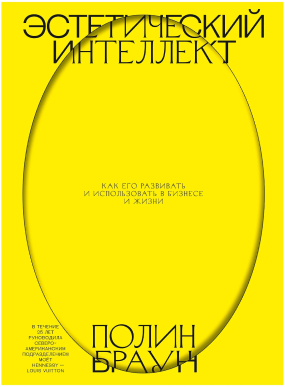 ЭСТЕТИЧЕСКИЙ
ИНТЕЛЛЕКТ
КАК ЕГО РАЗВИВАТЬ
И ИСПОЛЬЗОВАТЬ В БИЗНЕСЕ
И ЖИЗНИ
В ТЕЧЕНИЕ
25 ЛЕТ
РУКОВОДИЛА
СЕВЕРО-
АМЕРИКАНСКИМ
ПОДРАЗДЕЛЕНИЕМ
MOËT
HENNESSY —
LOUIS VUITTON
ПОЛИН
БРАУН